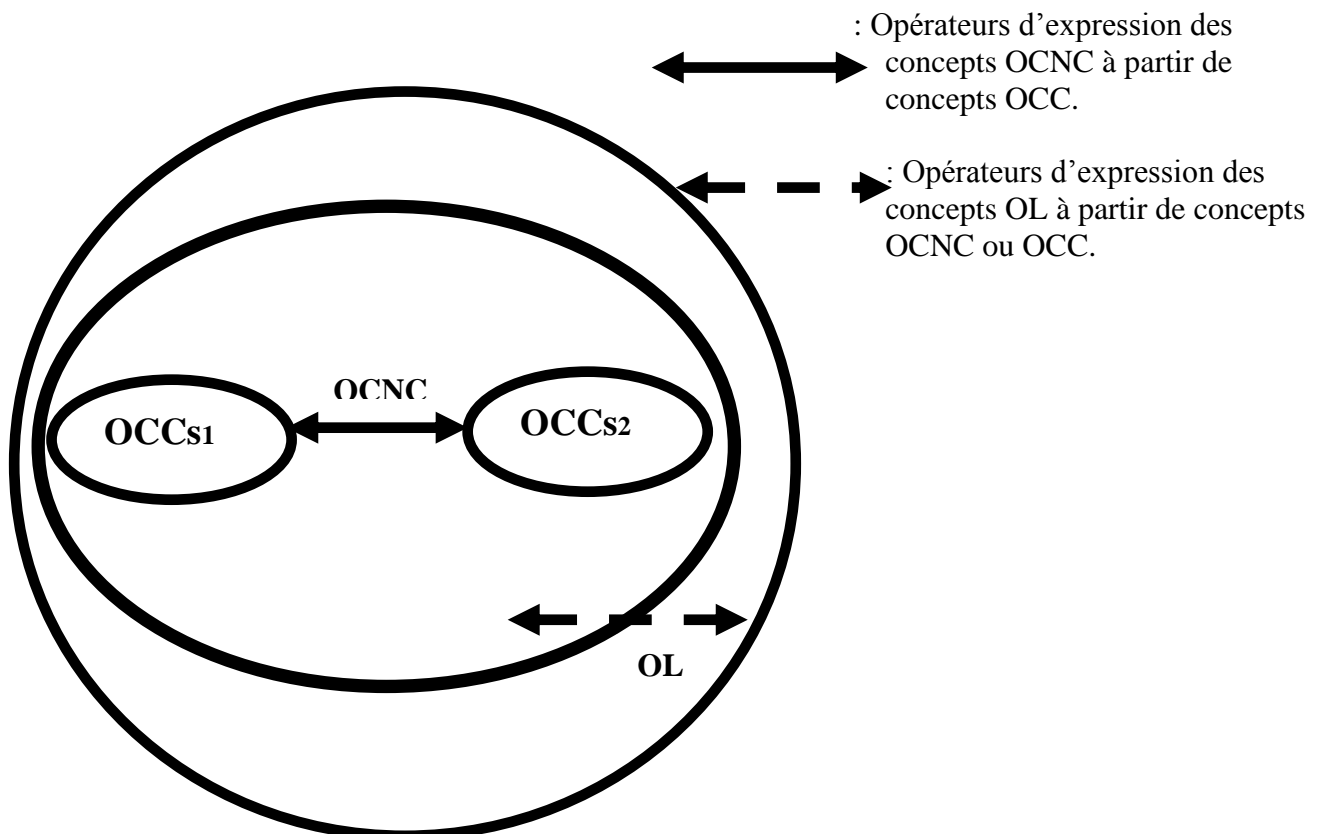 : Opérateurs d’expression des
concepts OCNC à partir de
concepts OCC.
: Opérateurs d’expression des
concepts OL à partir de concepts
OCNC ou OCC.
OCNC
OCCs1
OCCs2
OL